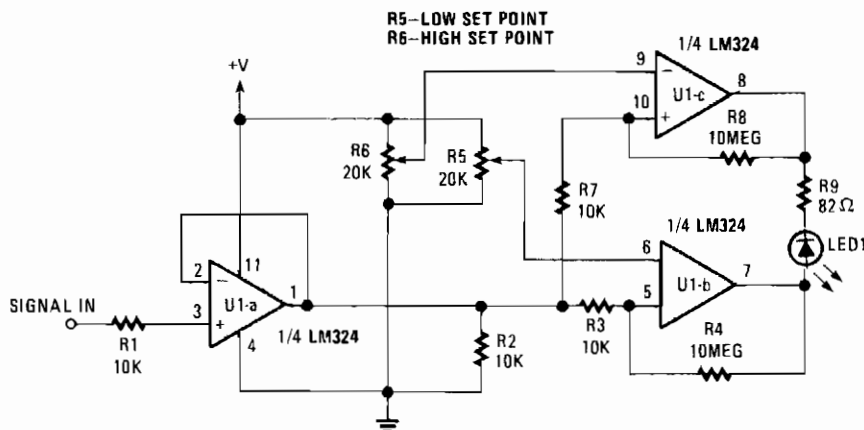 R5–LOW SET POINT
R6–HIGH SET POINT
1/4 LM324
+V
9
–
8
U1-c
10
+
R8
10MEG
R6
20K
R5
20K
R7
10K
R9
82Ω
LED1
1/4 LM324
2
–
11
1
U1-a
3
+
4
1/4 LM324
SIGNAL IN
R1
10K
R2
10K
R3
10K
6
–
7
U1-b
5
+
R4
10MEG